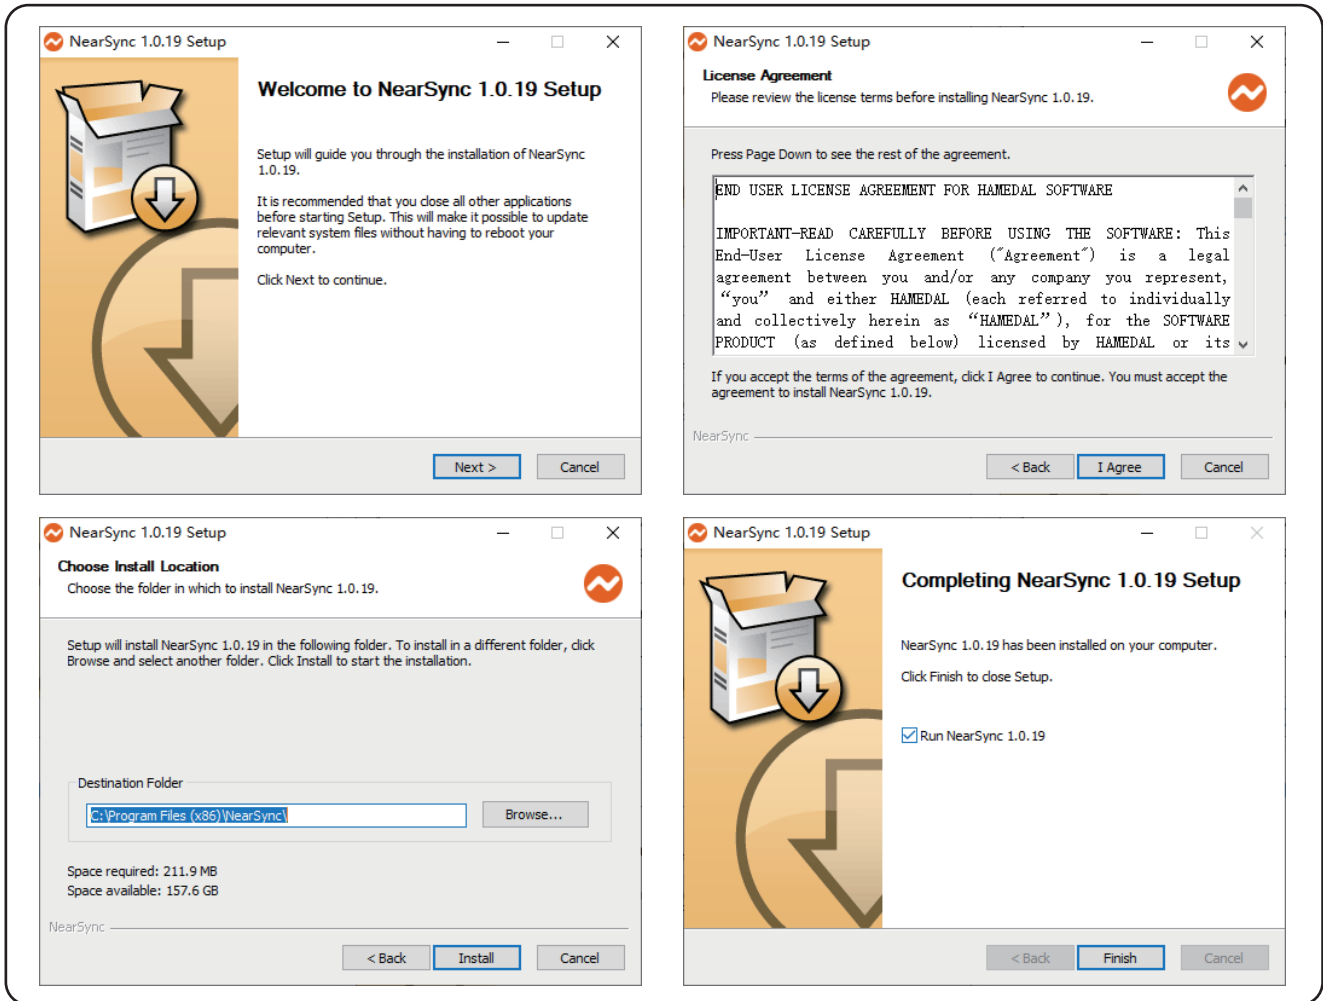 NearSync 1.0.19 Setup
Welcome to NearSync 1.0.19 Setup
Setup will guide you through the installation of NearSync
1.0.19.
It is recommended that you close all other applications
before starting Setup. This will make it possible to update
relevant system files without having to reboot your
computer.
Click Next to continue.
Next >
Cancel
NearSync 1.0.19 Setup
License Agreement
Please review the license terms before installing NearSync 1.0.19.
Press Page Down to see the rest of the agreement.
END USER LICENSE AGREEMENT FOR HAMEDAL SOFTWARE
IMPORTANT-READ CAREFULLY BEFORE USING THE SOFTWARE: This
End-User License Agreement ("Agreement") is a legal
agreement between you and/or any company you represent,
“you” and either HAMEDAL (each referred to individually
and collectively herein as “HAMEDAL”), for the SOFTWARE
PRODUCT (as defined below) licensed by HAMEDAL or its
If you accept the terms of the agreement, click I Agree to continue. You must accept the
agreement to install NearSync 1.0.19.
NearSync
< Back
I Agree
Cancel
NearSync 1.0.19 Setup
Choose Install Location
Choose the folder in which to install NearSync 1.0.19.
Setup will install NearSync 1.0.19 in the following folder. To install in a different folder, click
Browse and select another folder. Click Install to start the installation.
Destination Folder
C:\Program Files (x86)\NearSync\
Browse...
Space required: 211.9 MB
Space available: 157.6 GB
NearSync
< Back
Install
Cancel
NearSync 1.0.19 Setup
Completing NearSync 1.0.19 Setup
NearSync 1.0.19 has been installed on your computer.
Click Finish to close Setup.
Run NearSync 1.0.19
< Back
Finish
Cancel